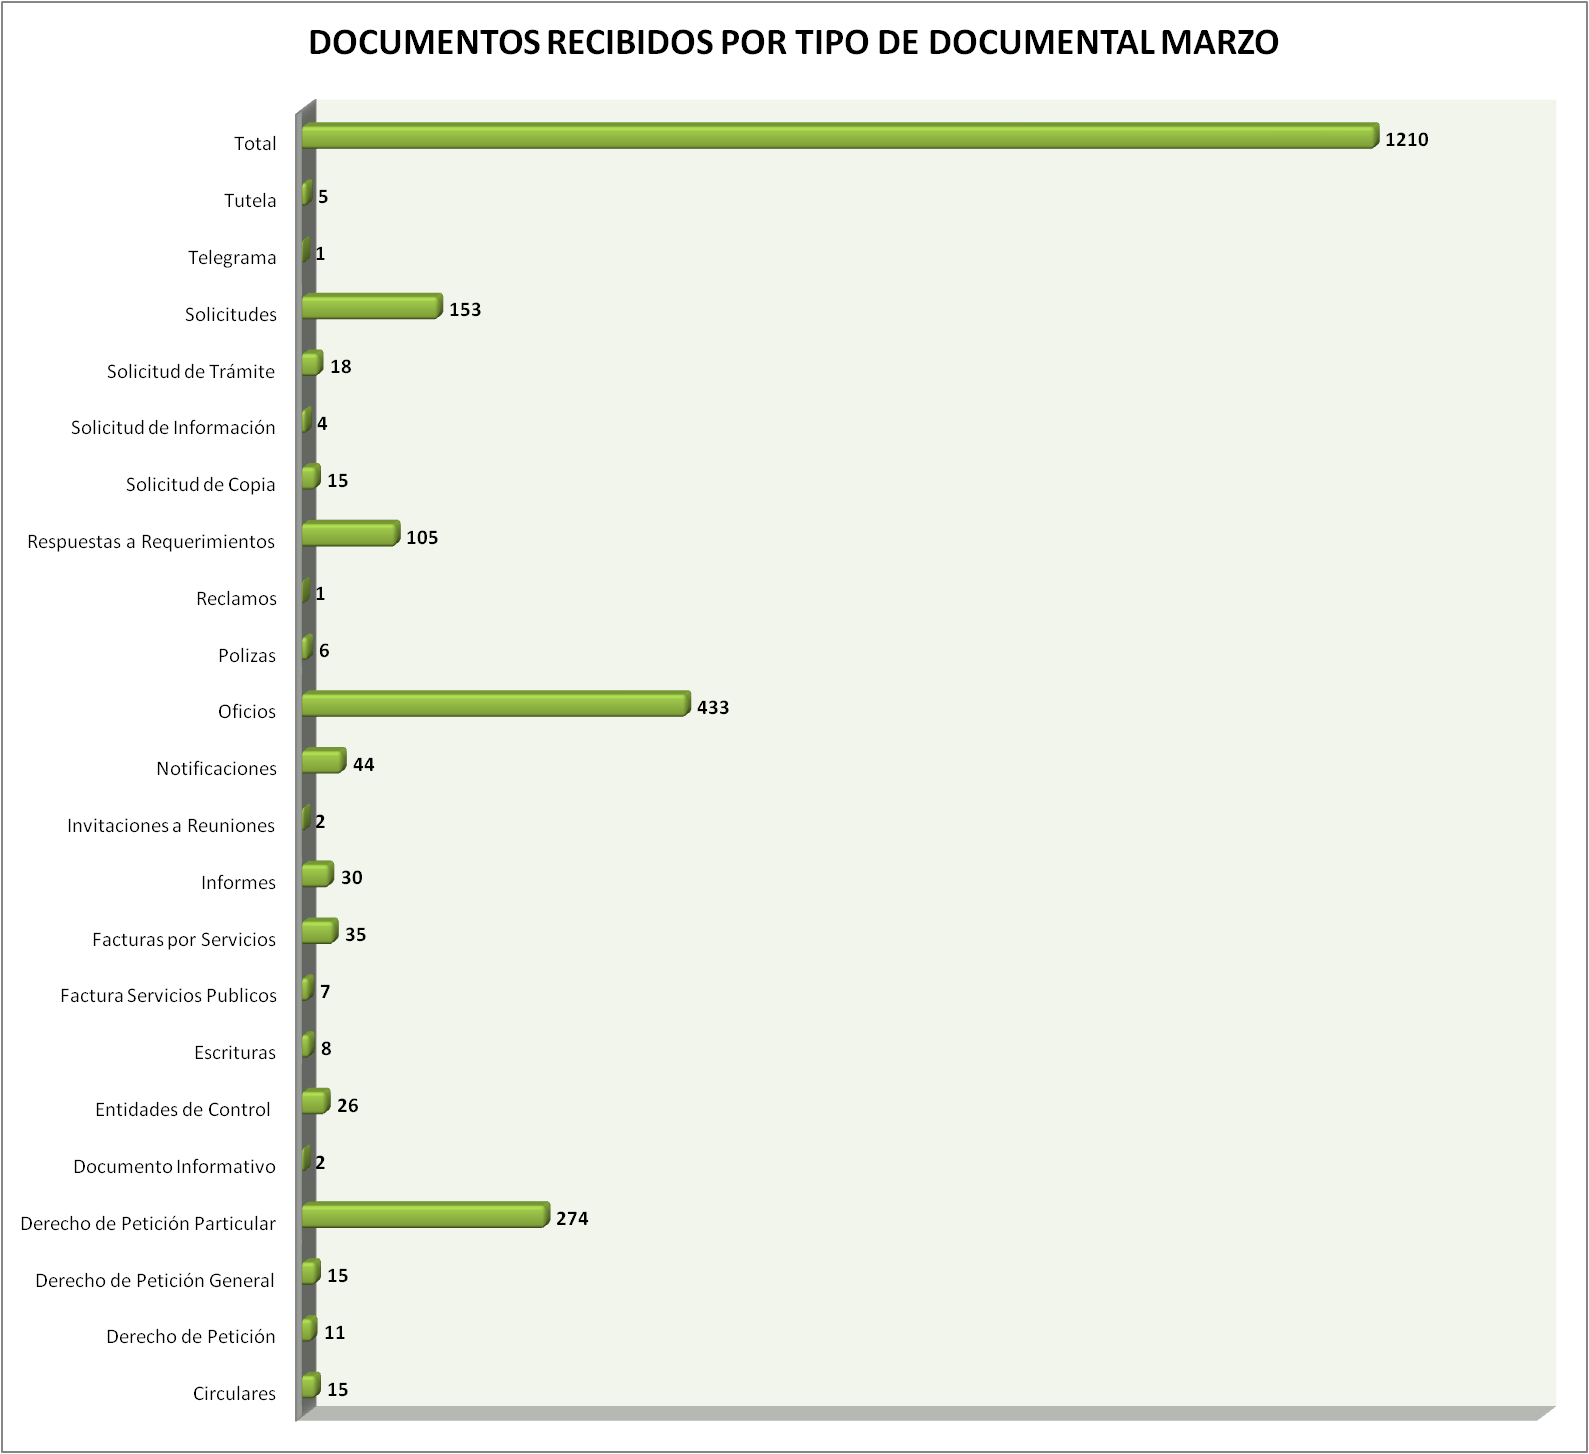 DOCUMENTOS RECIBIDOS POR TIPO DE DOCUMENTAL MARZO
Total 1210
Tutela 5
Telegrama 1
Solicitudes 153
Solicitud de Trámite 18
Solicitud de Información 4
Solicitud de Copia 15
Respuestas a Requerimientos 105
Reclamos 1
Polizas 6
Oficios 433
Notificaciones 44
Invitaciones a Reuniones 2
Informes 30
Facturas por Servicios 35
Factura Servicios Publicos 7
Escrituras 8
Entidades de Control 26
Documento Informativo 2
Derecho de Petición Particular 274
Derecho de Petición General 15
Derecho de Petición 11
Circulares 15